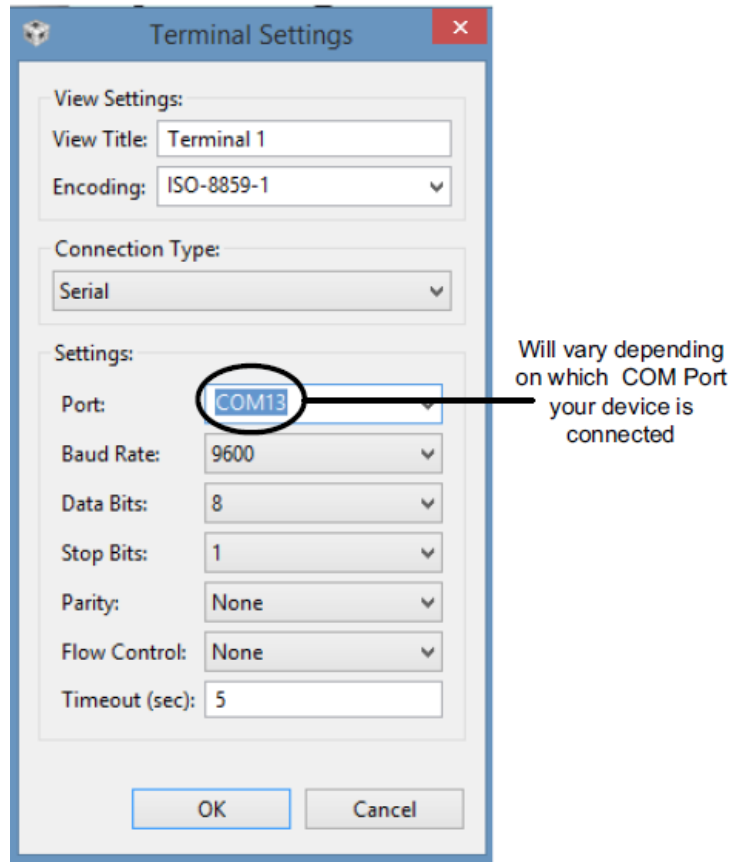 Terminal Settings
View Settings:
View Title: Terminal 1
Encoding: ISO-8859-1
Connection Type:
Serial
Settings:
Port: COM13
Baud Rate: 9600
Data Bits: 8
Stop Bits: 1
Parity: None
Flow Control: None
Timeout (sec): 5
OK Cancel
Will vary depending
on which COM Port
your device is
connected